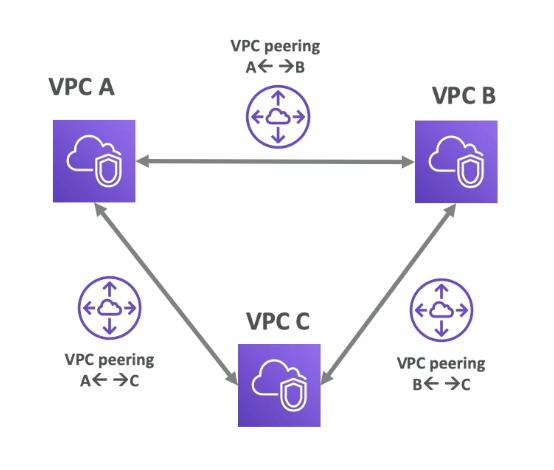 VPC peering
A← →B
VPC A
VPC B
VPC C
VPC peering
A← →C
VPC peering
B← →C